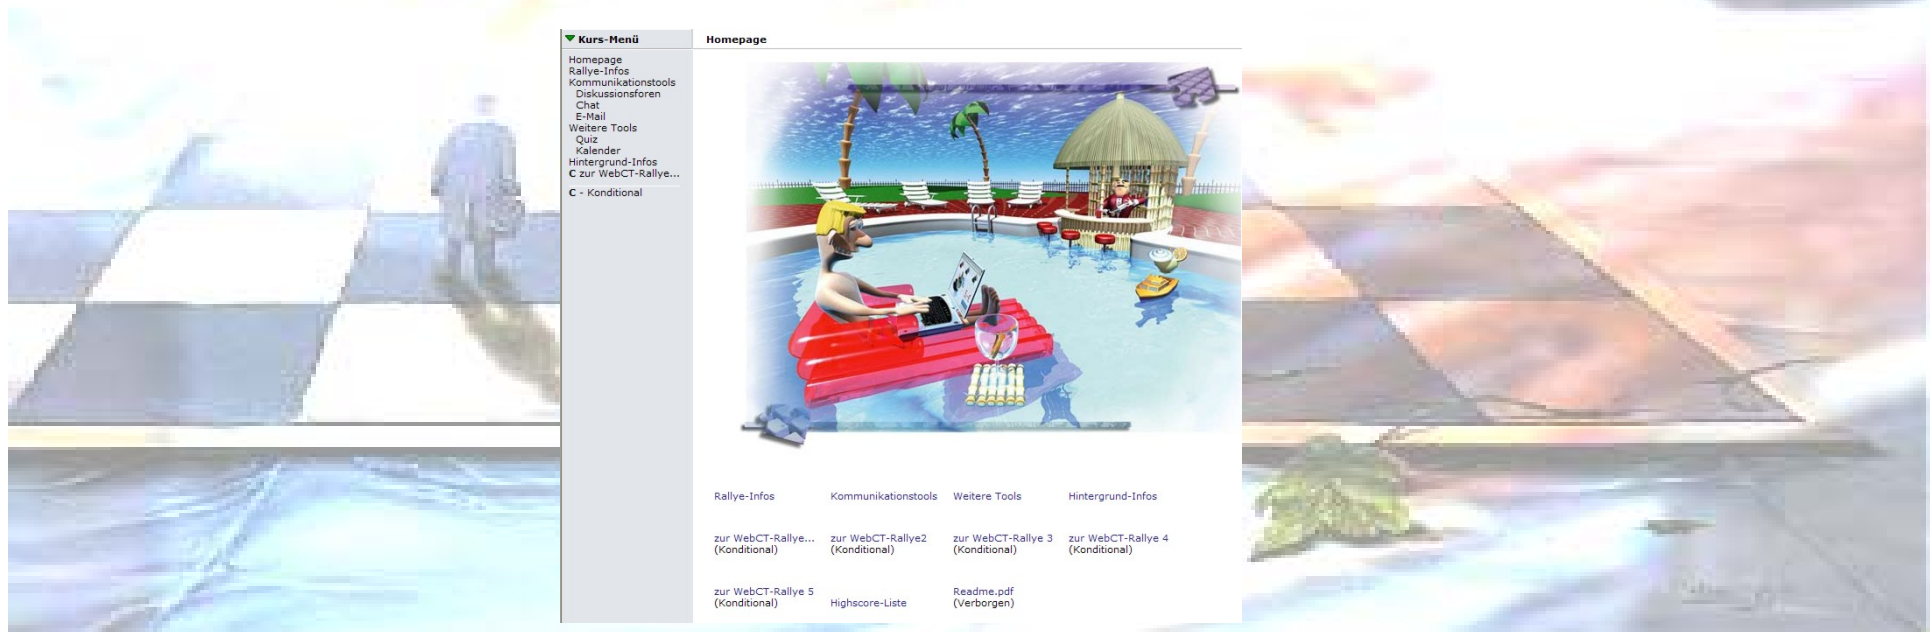 Kurs-Menü
Homepage
Rallye-Infos
Kommunikationstools
Diskussionsforen
Chat
E-Mail
Weitere Tools
Quiz
Kalender
Hintergrund-Infos
C zur WebCT-Rallye...
C - Konditional
Homepage
Rallye-Infos Kommunikationstools Weitere Tools Hintergrund-Infos
zur WebCT-Rallye... zur WebCT-Rallye2 zur WebCT-Rallye 3 zur WebCT-Rallye 4
(Konditional) (Konditional) (Konditional) (Konditional)
zur WebCT-Rallye 5 Readme.pdf
(Konditional) Highscore-Liste (Verborgen)